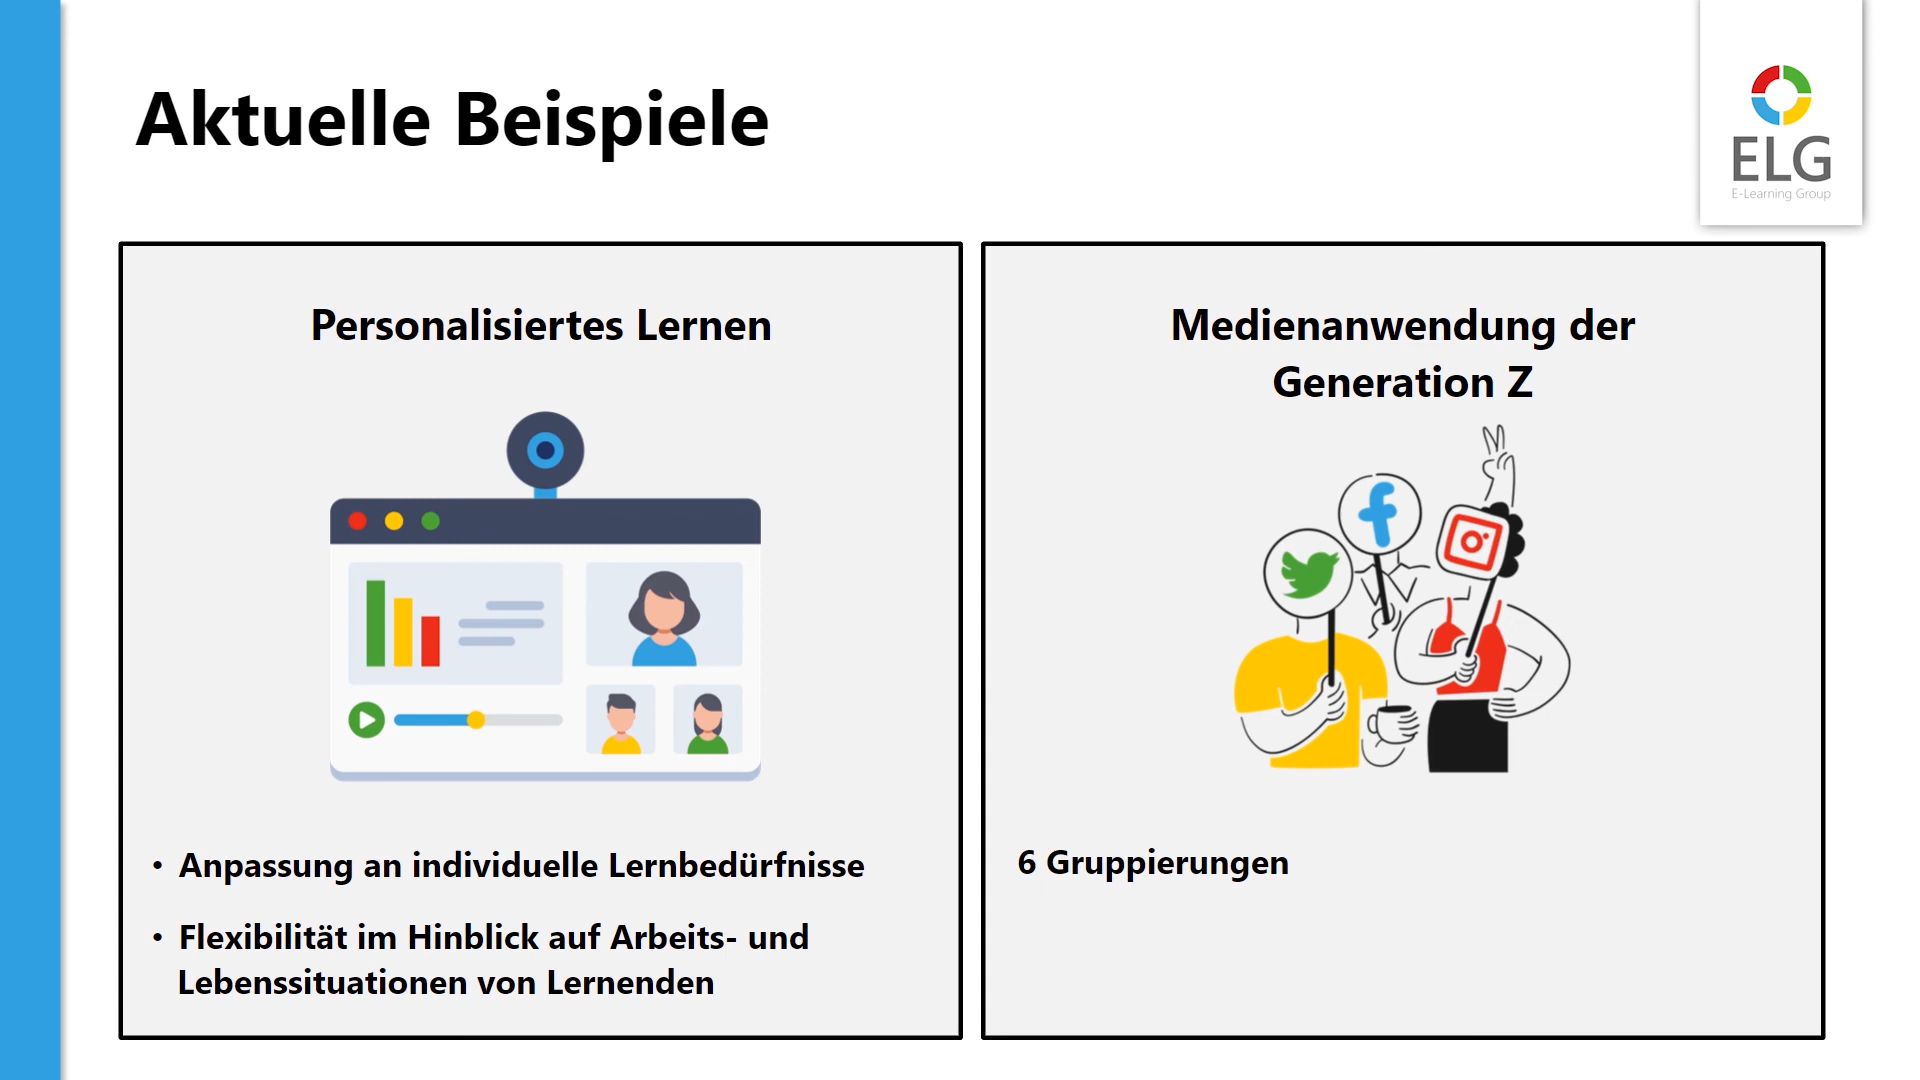 Aktuelle Beispiele
ELG
E-Learning Group
Personalisiertes Lernen
• Anpassung an individuelle Lernbedürfnisse
• Flexibilität im Hinblick auf Arbeits- und
Lebenssituationen von Lernenden
Medienanwendung der
Generation Z
6 Gruppierungen